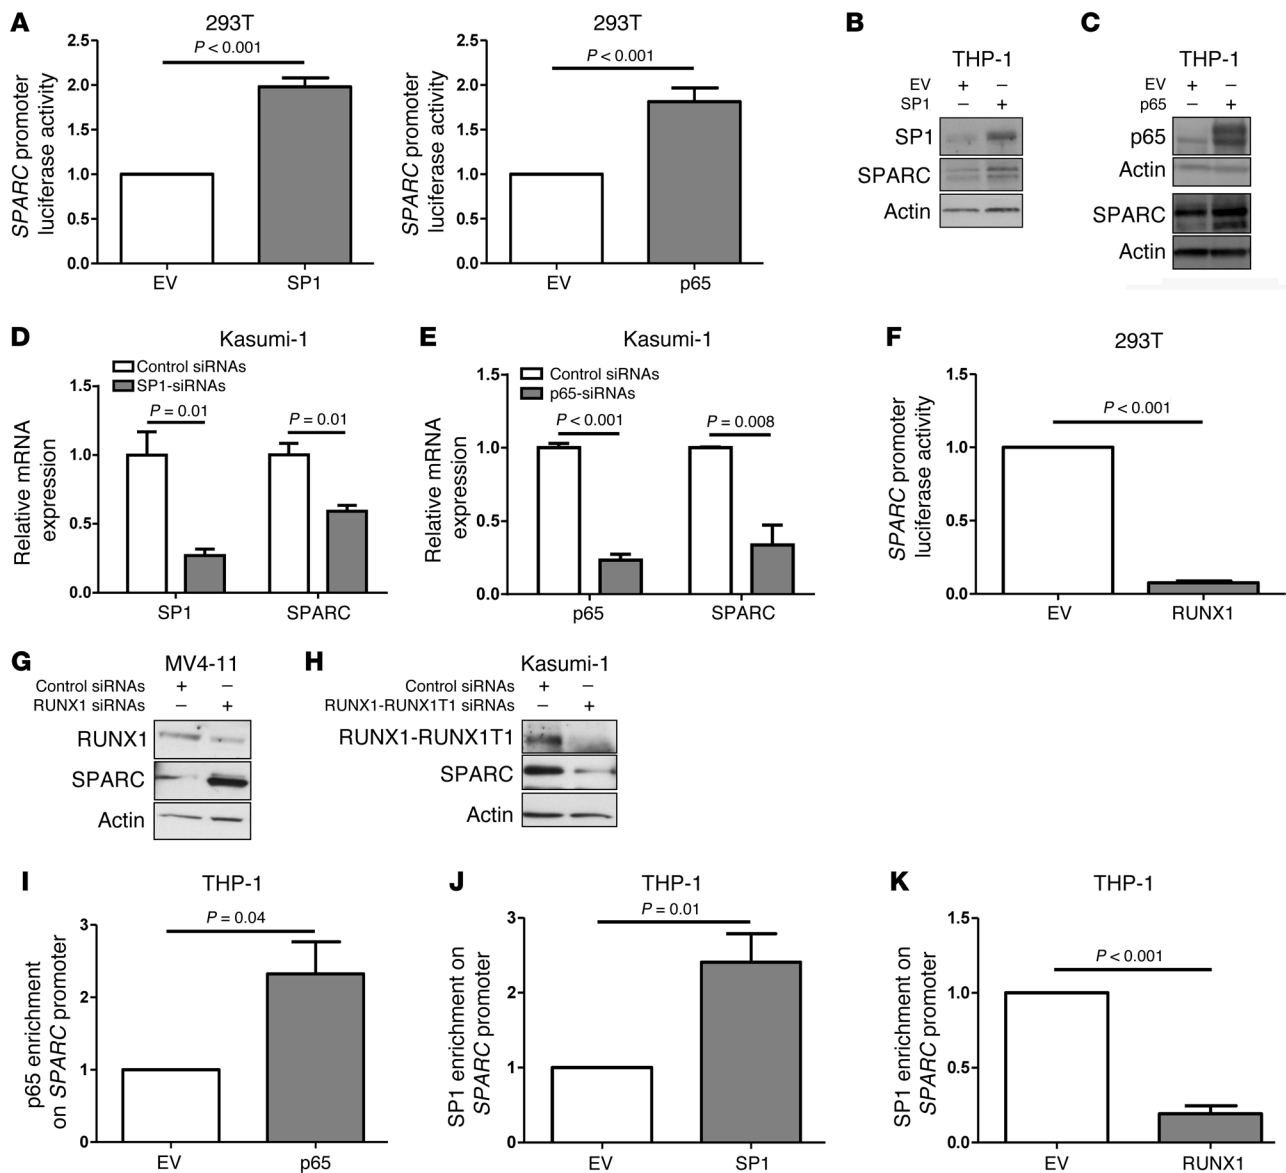 A
293T
P < 0.001
SPARC promoter
luciferase activity
2.5
2.0
1.5
1.0
0.5
0.0
EV
SP1
293T
P < 0.001
SPARC promoter
luciferase activity
2.5
2.0
1.5
1.0
0.5
0.0
EV
p65
B
THP-1
EV + –
SP1 – +
SP1
SPARC
Actin
C
THP-1
EV + –
p65 – +
p65
Actin
SPARC
Actin
D
Kasumi-1
Control siRNAs
SP1-siRNAs
P = 0.01
P = 0.01
Relative mRNA
expression
1.5
1.0
0.5
0.0
SP1
SPARC
E
Kasumi-1
Control siRNAs
p65-siRNAs
P < 0.001
P = 0.008
Relative mRNA
expression
1.5
1.0
0.5
0.0
p65
SPARC
F
293T
P < 0.001
SPARC promoter
luciferase activity
1.5
1.0
0.5
0.0
EV
RUNX1
G
MV4-11
Control siRNAs + –
RUNX1 siRNAs – +
RUNX1
SPARC
Actin
H
Kasumi-1
Control siRNAs + –
RUNX1-RUNX1T1 siRNAs – +
RUNX1-RUNX1T1
SPARC
Actin
I
THP-1
P = 0.04
p65 enrichment
on SPARC promoter
3
2
1
0
EV
p65
J
THP-1
P = 0.01
SP1 enrichment on
SPARC promoter
3
2
1
0
EV
SP1
K
THP-1
P < 0.001
SP1 enrichment on
SPARC promoter
1.5
1.0
0.5
0.0
EV
RUNX1